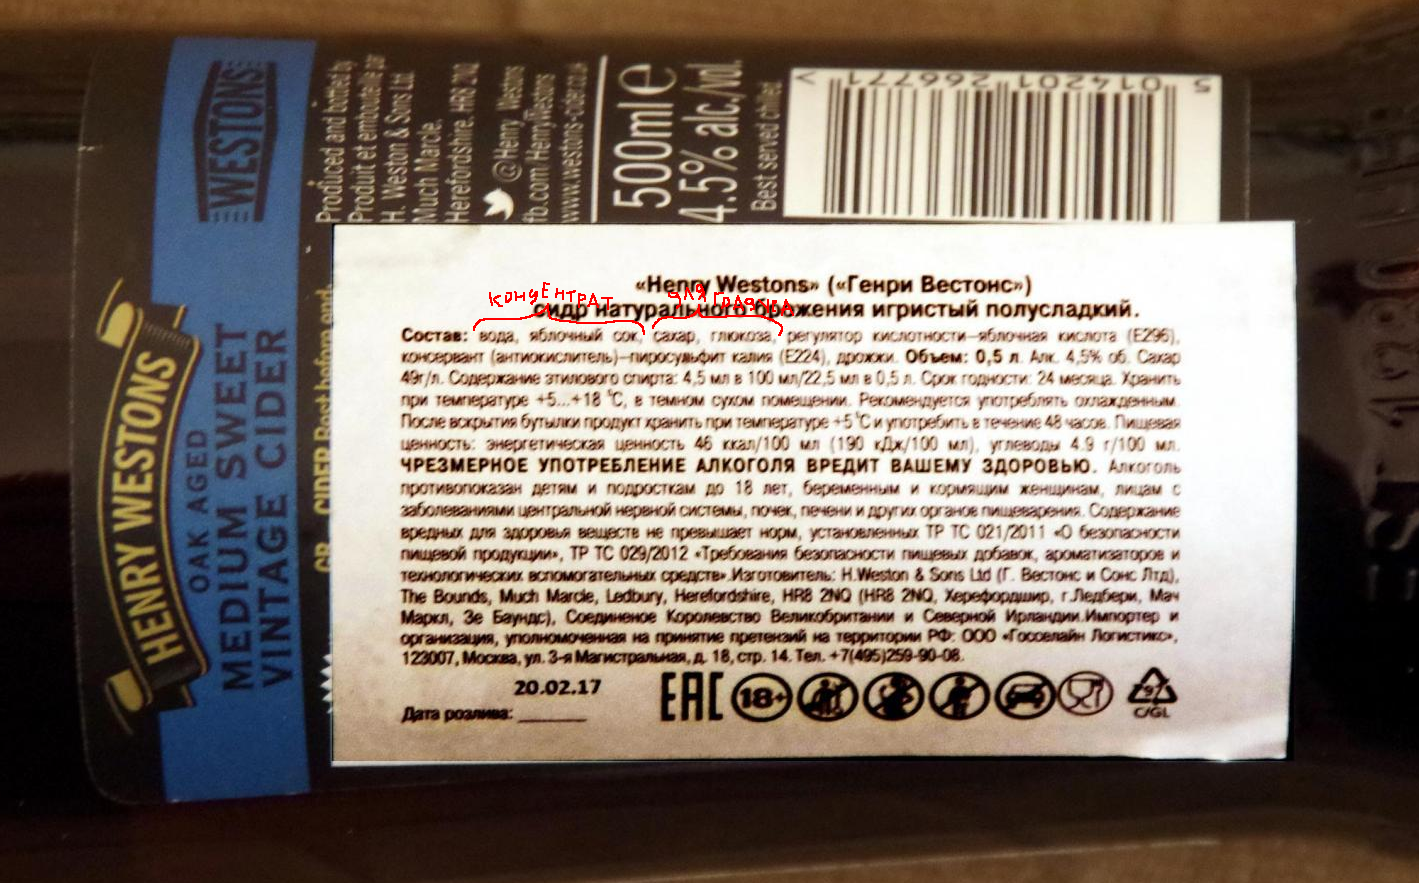 HENRY WESTONS
OAK AGED
MEDIUM SWEET
VINTAGE CIDER
WESTONS
Produced and bottled by
Produit et embouteillé par
H. Weston & Sons Ltd.
Much Marcle.
Herefordshire. HR8 2NQ
@Henry_Westons
fb.com/HenryWestons
www.westons-cider.co.uk
500ml e
4.5% alc./vol.
Best served chilled
5 014201 266771
CIDER Best before end:
КОНЦЕНТРАТ
ДЛЯ ГРАДУСА
«Henry Westons» («Генри Вестонс»)
сидр натурального брожения игристый полусладкий.
Состав: вода, яблочный сок, сахар, глюкоза, регулятор кислотности–яблочная кислота (Е296),
консервант (антиокислитель)–пиросульфит калия (Е224), дрожжи. Объем: 0,5 л. Алк. 4,5% об. Сахар
49г/л. Содержание этилового спирта: 4,5 мл в 100 мл/22,5 мл в 0,5 л. Срок годности: 24 месяца. Хранить
при температуре +5...+18 °С, в темном сухом помещении. Рекомендуется употреблять охлажденным.
После вскрытия бутылки продукт хранить при температуре +5°С и употребить в течение 48 часов. Пищевая
ценность: энергетическая ценность 46 ккал/100 мл (190 кДж/100 мл), углеводы 4.9 г/100 мл.
ЧРЕЗМЕРНОЕ УПОТРЕБЛЕНИЕ АЛКОГОЛЯ ВРЕДИТ ВАШЕМУ ЗДОРОВЬЮ. Алкоголь
противопоказан детям и подросткам до 18 лет, беременным и кормящим женщинам, лицам с
заболеваниями центральной нервной системы, почек, печени и других органов пищеварения. Содержание
вредных для здоровья веществ не превышает норм, установленных ТР ТС 021/2011 «О безопасности
пищевой продукции», ТР ТС 029/2012 «Требования безопасности пищевых добавок, ароматизаторов и
технологических вспомогательных средств».Изготовитель: H.Weston & Sons Ltd (Г. Вестонс и Сонс Лтд),
The Bounds, Much Marcle, Ledbury, Herefordshire, HR8 2NQ (HR8 2NQ, Херефордшир, г.Ледбери, Мач
Маркл, Зе Баундс), Соединеное Королевство Великобритании и Северной Ирландии.Импортер и
организация, уполномоченная на принятие претензий на территории РФ: ООО «Госселайн Логистикс»,
123007, Москва, ул. 3-я Магистральная, д. 18, стр. 14. Тел. +7(495)259-90-08.
20.02.17
Дата розлива:
EAC 18+ 97
C/GL